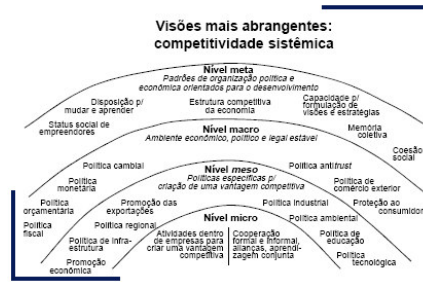 Visões mais abrangentes:
competitividade sistêmica
Nível meta
Padrões de organização política e
econômica orientados para o desenvolvimento
Disposição p/
mudar e aprender
Estrutura competitiva
da economia
Capacidade p/
formulação de
visões e estratégias
Status social de
empreendores
Memória
coletiva
Coesão
social
Nível macro
Ambiente econômico, político e legal estável
Política cambial
Política
monetária
Política
orçamentária
Política
fiscal
Política antitrust
Política de
comércio exterior
Proteção ao
consumidor
Nível meso
Políticas específicas p/
criação de uma vantagem competitiva
Promoção das
exportações
Política regional
Política de infra-
estrutura
Promoção
econômica
Política industrial
Política ambiental
Política de
educação
Política
tecnológica
Nível micro
Atividades dentro
de empresas para
criar uma vantagem
competitiva
Cooperação
formal e informal,
alianças, aprendi-
zagem conjunta